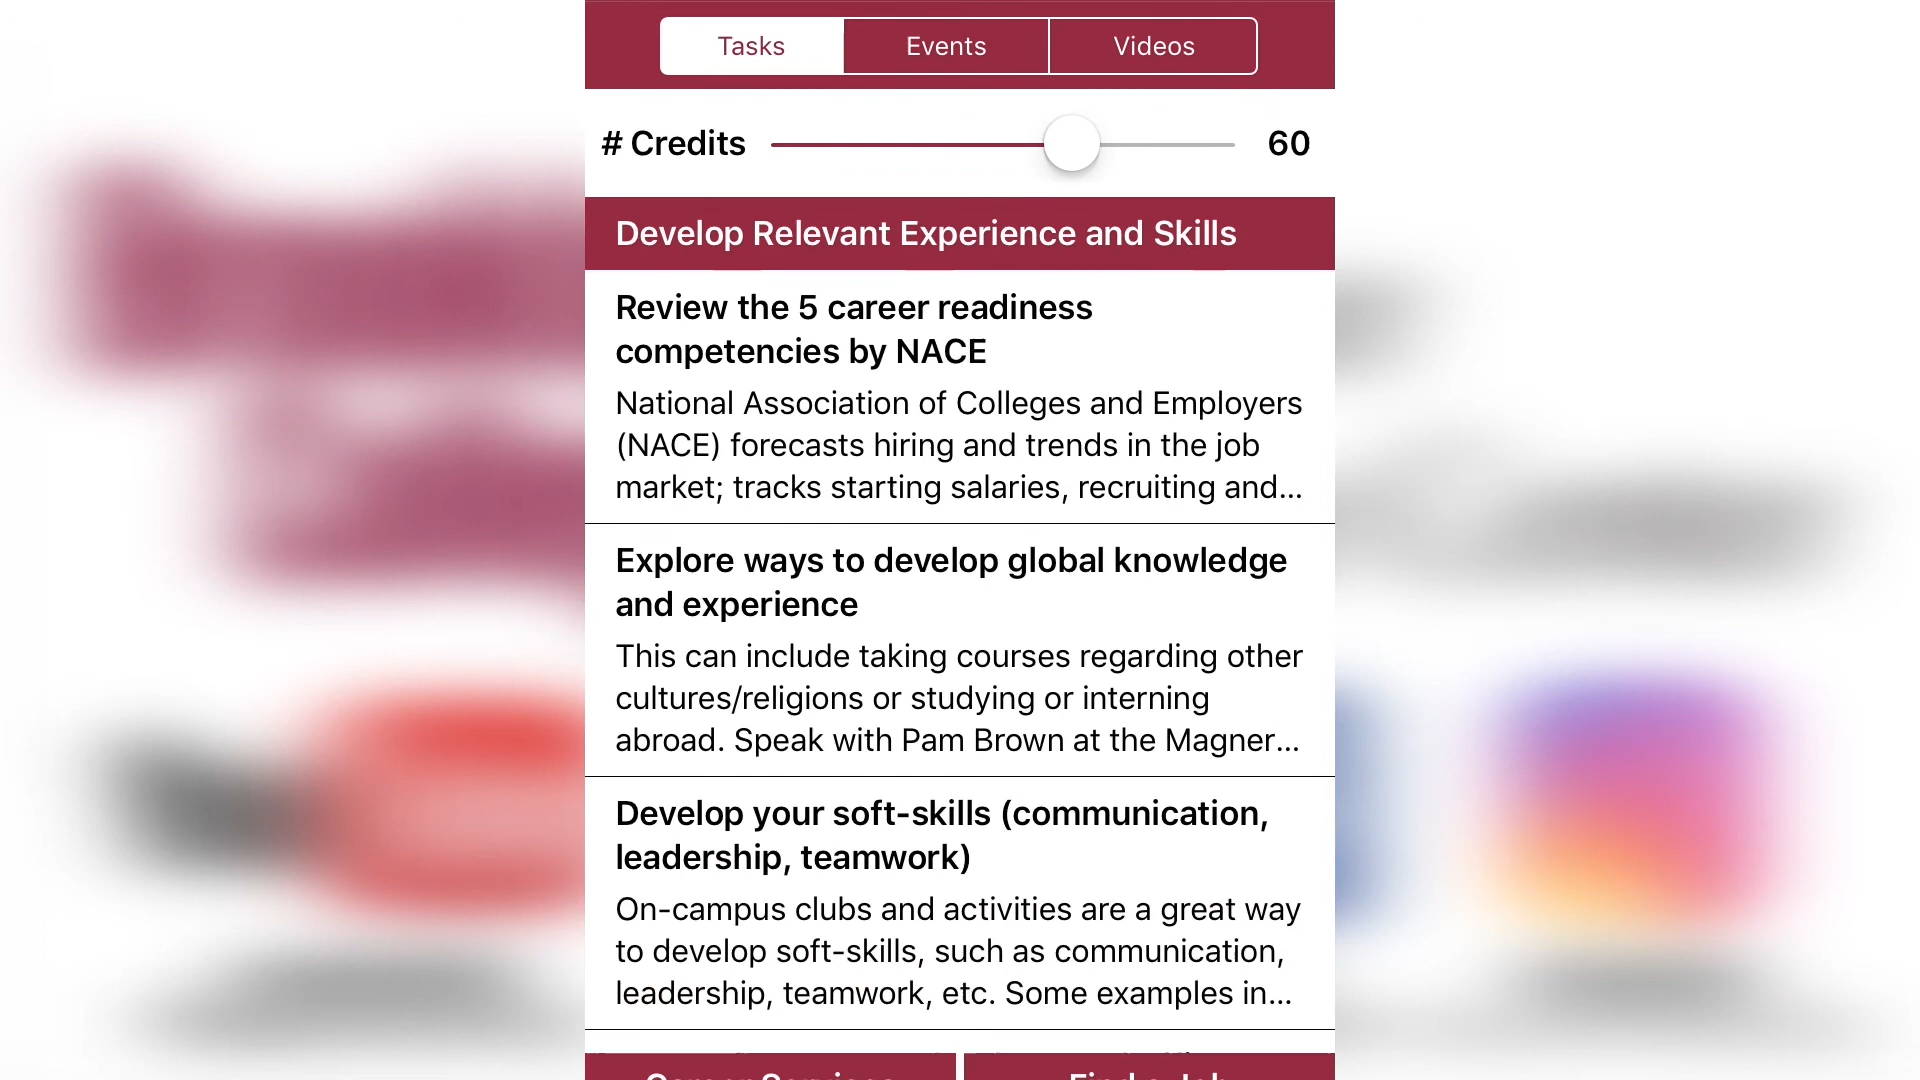 Tasks
Events
Videos
# Credits
60
Develop Relevant Experience and Skills
Review the 5 career readiness
competencies by NACE
National Association of Colleges and Employers
(NACE) forecasts hiring and trends in the job
market; tracks starting salaries, recruiting and...
Explore ways to develop global knowledge
and experience
This can include taking courses regarding other
cultures/religions or studying or interning
abroad. Speak with Pam Brown at the Magner...
Develop your soft-skills (communication,
leadership, teamwork)
On-campus clubs and activities are a great way
to develop soft-skills, such as communication,
leadership, teamwork, etc. Some examples in...
Career Services
Find a Job